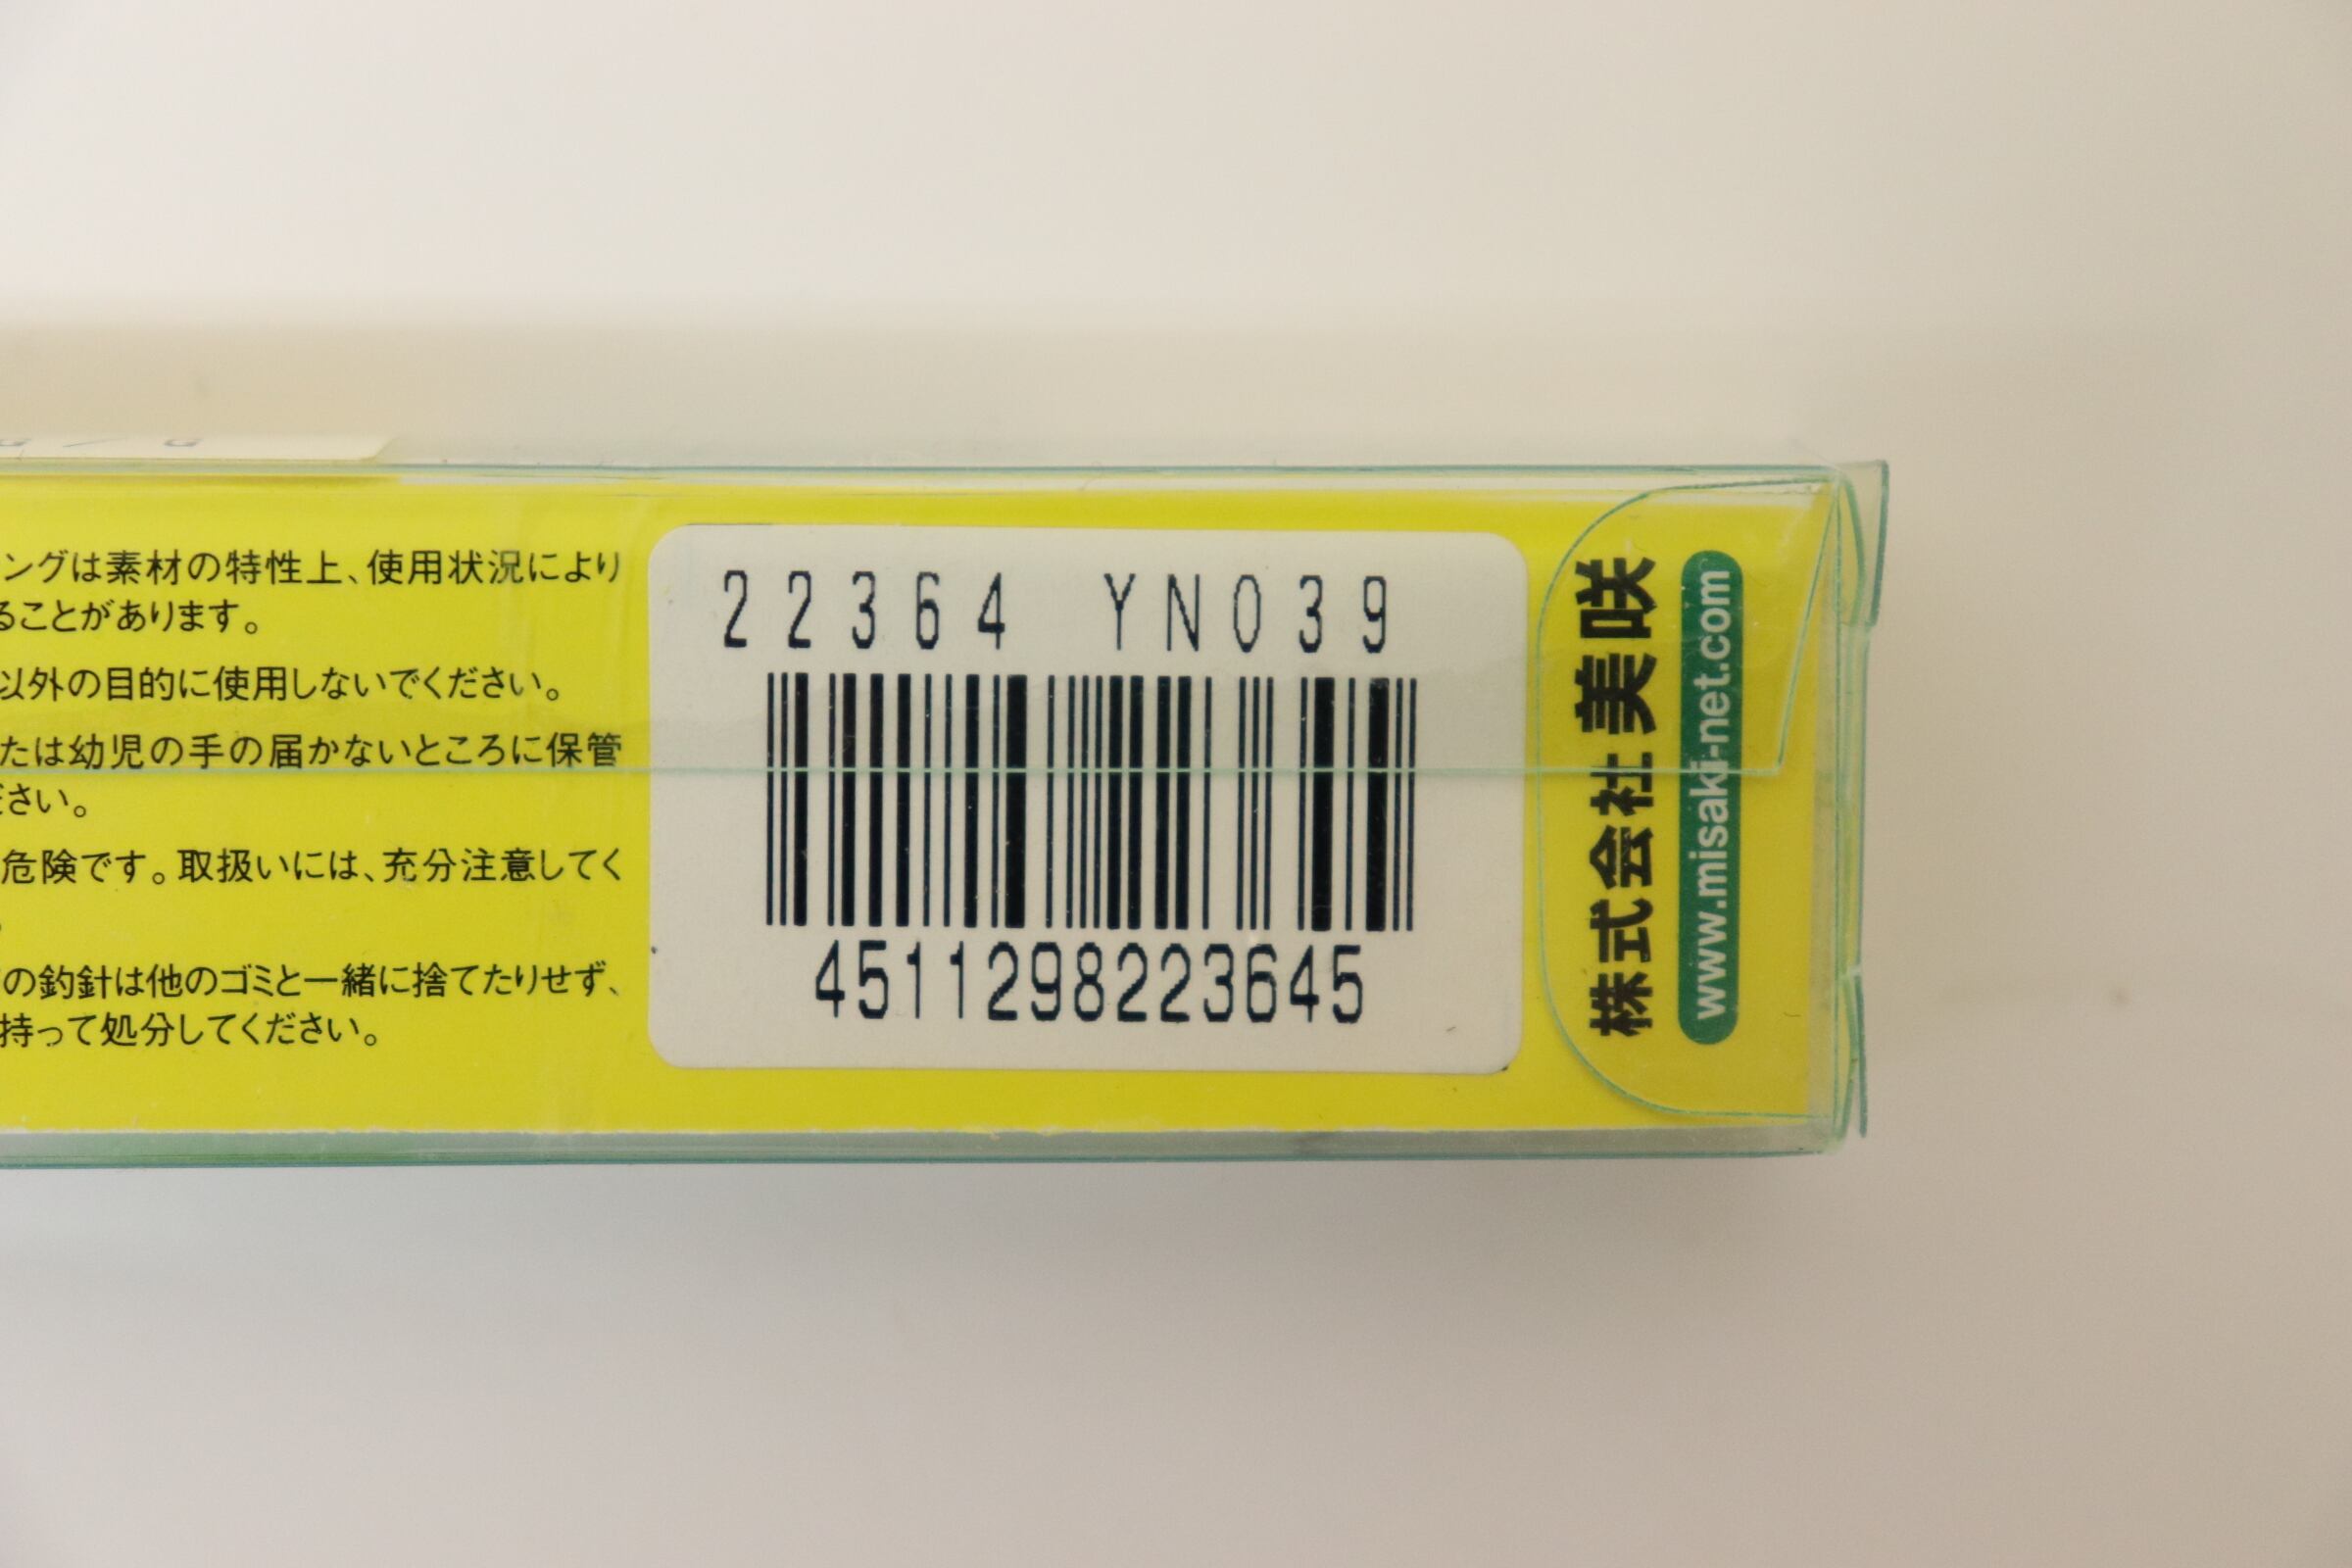 ングは素材の特性上、使用状況により
ることがあります。
以外の目的に使用しないでください。
たは幼児の手の届かないところに保管
ださい。
危険です。取扱いには、充分注意してく
の釣針は他のゴミと一緒に捨てたりせず、
持って処分してください。
22364 YN039
4511298223645
株式会社 美咲
www.misaki-net.com